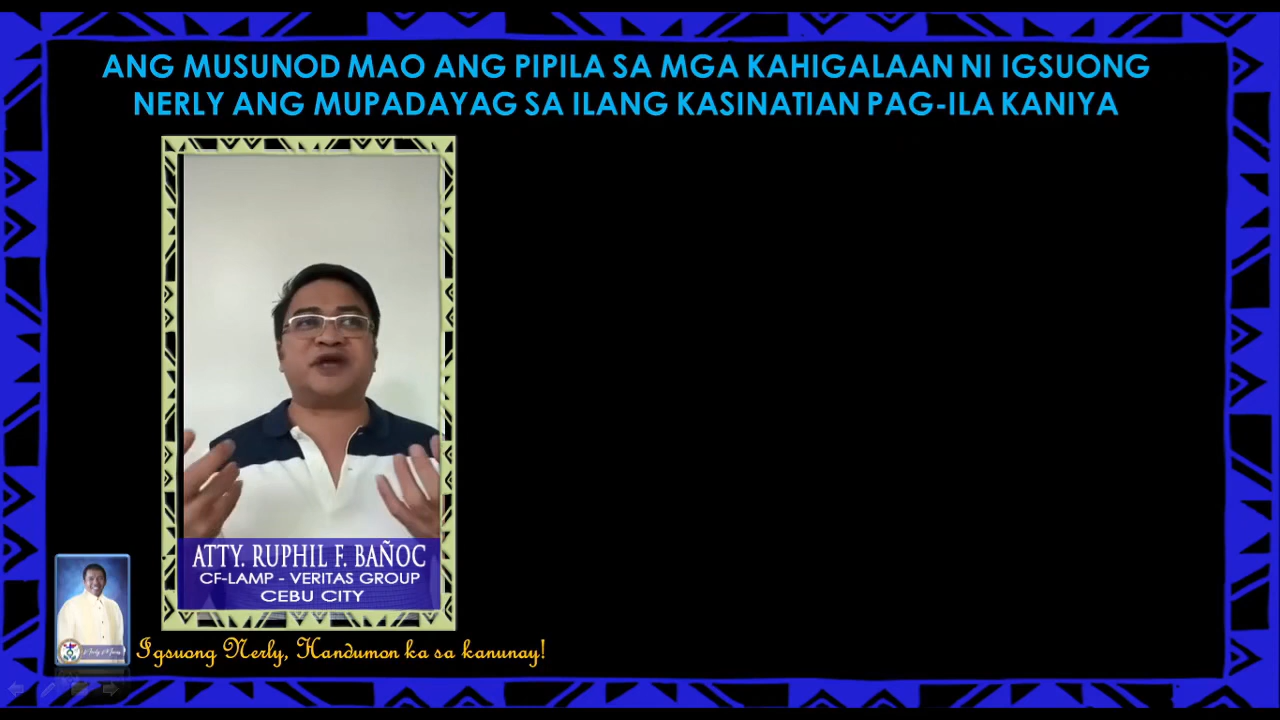 ANG MUSUNOD MAO ANG PIPILA SA MGA KAHIGALAAN NI IGSUONG
NERLY ANG MUPADAYAG SA ILANG KASINATIAN PAG-ILA KANIYA
ATTY. RUPHIL F. BAÑOC
CF-LAMP - VERITAS GROUP
CEBU CITY
Igsuong Nerly, Handumon ka sa kanunay!